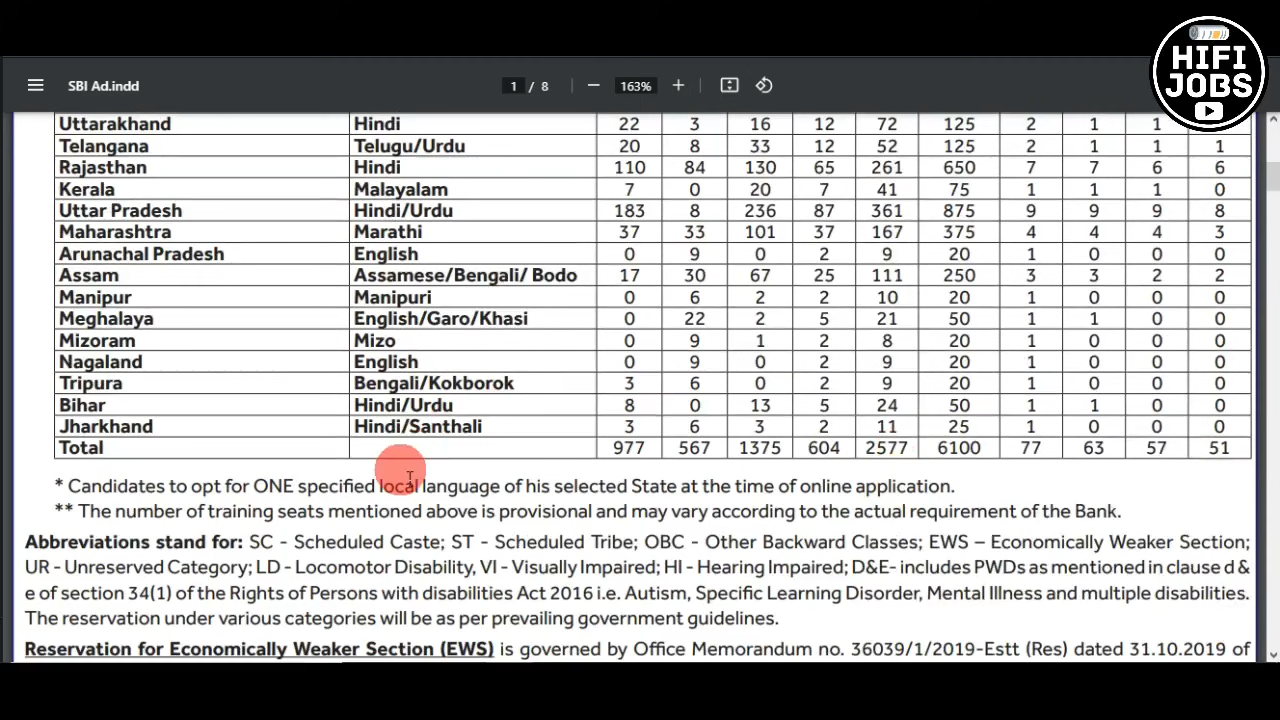 HIFI
JOBS
SBI Ad.indd
1 / 8
163%
Uttarakhand Hindi 22 3 16 12 72 125 2 1 1
Telangana Telugu/Urdu 20 8 33 12 52 125 2 1 1 1
Rajasthan Hindi 110 84 130 65 261 650 7 7 6 6
Kerala Malayalam 7 0 20 7 41 75 1 1 1 0
Uttar Pradesh Hindi/Urdu 183 8 236 87 361 875 9 9 9 8
Maharashtra Marathi 37 33 101 37 167 375 4 4 4 3
Arunachal Pradesh English 0 9 0 2 9 20 1 0 0 0
Assam Assamese/Bengali/ Bodo 17 30 67 25 111 250 3 3 2 2
Manipur Manipuri 0 6 2 2 10 20 1 0 0 0
Meghalaya English/Garo/Khasi 0 22 2 5 21 50 1 1 0 0
Mizoram Mizo 0 9 1 2 8 20 1 0 0 0
Nagaland English 0 9 0 2 9 20 1 0 0 0
Tripura Bengali/Kokborok 3 6 0 2 9 20 1 0 0 0
Bihar Hindi/Urdu 8 0 13 5 24 50 1 1 0 0
Jharkhand Hindi/Santhali 3 6 3 2 11 25 1 0 0 0
Total 977 567 1375 604 2577 6100 77 63 57 51
* Candidates to opt for ONE specified local language of his selected State at the time of online application.
** The number of training seats mentioned above is provisional and may vary according to the actual requirement of the Bank.
Abbreviations stand for: SC - Scheduled Caste; ST - Scheduled Tribe; OBC - Other Backward Classes; EWS – Economically Weaker Section;
UR - Unreserved Category; LD - Locomotor Disability, VI - Visually Impaired; HI - Hearing Impaired; D&E- includes PWDs as mentioned in clause d &
e of section 34(1) of the Rights of Persons with disabilities Act 2016 i.e. Autism, Specific Learning Disorder, Mental Illness and multiple disabilities.
The reservation under various categories will be as per prevailing government guidelines.
Reservation for Economically Weaker Section (EWS) is governed by Office Memorandum no. 36039/1/2019-Estt (Res) dated 31.10.2019 of